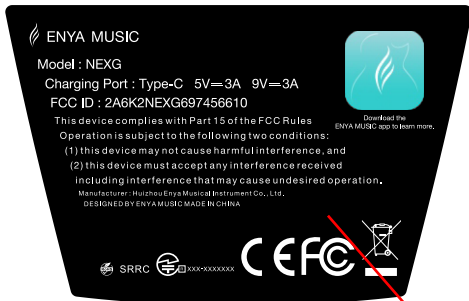 ENYA MUSIC
Model : NEXG
Charging Port : Type-C 5V⎓3A 9V⎓3A
FCC ID : 2A6K2NEXG697456610
This device complies with Part 15 of the FCC Rules
Operation is subject to the following two conditions:
(1) this device may not cause harmful interference, and
(2) this device must accept any interference received
including interference that may cause undesired operation.
Manufacturer : Huizhou Enya Musical Instrument Co., Ltd.
DESIGNED BY ENYA MUSIC MADE IN CHINA
Download the
ENYA MUSIC app to learn more.
SRRC
R xxx-xxxxxxx
CE FC